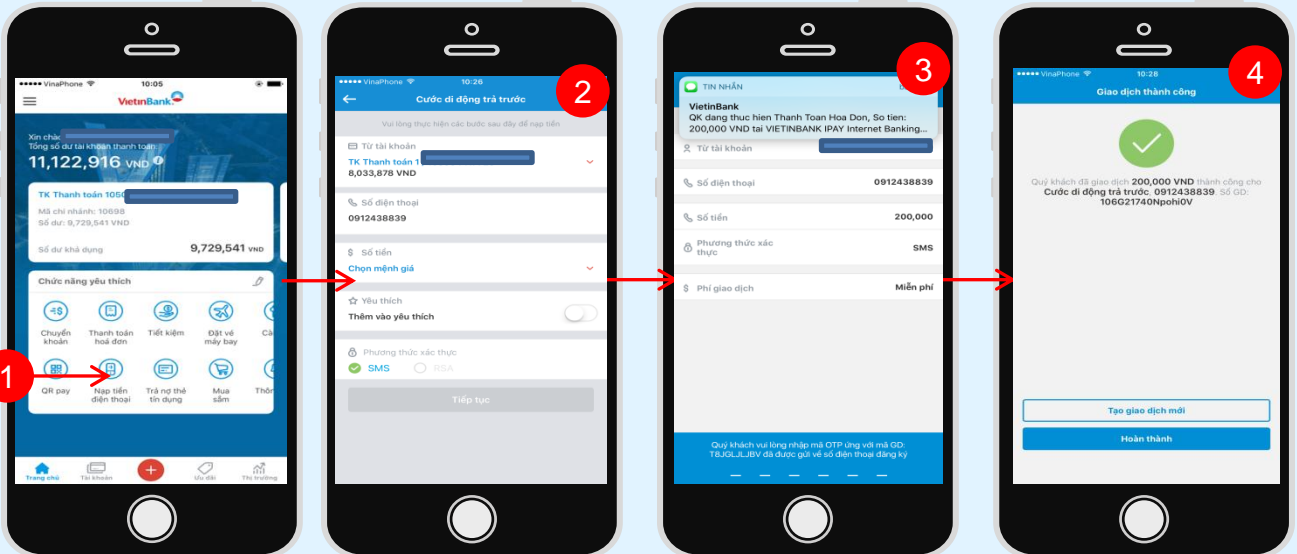 1
VinaPhone
10:05
VietinBank
Xin chào
Tổng số dư tài khoản thanh toán
11,122,916 VND
TK Thanh toán 1050
Mã chi nhánh: 10698
Số dư: 9,729,541 VND
Số dư khả dụng 9,729,541 VND
Chức năng yêu thích
Chuyển khoản
Thanh toán hoá đơn
Tiết kiệm
Đặt vé máy bay
QR pay
Nạp tiền điện thoại
Trả nợ thẻ tín dụng
Mua sắm
Trang chủ
Tài khoản
Ưu đãi
Thị trường
2
VinaPhone
10:26
Cước di động trả trước
Vui lòng thực hiện các bước sau đây để nạp tiền
Từ tài khoản
TK Thanh toán 1
8,033,878 VND
Số điện thoại
0912438839
$ Số tiền
Chọn mệnh giá
Yêu thích
Thêm vào yêu thích
Phương thức xác thực
SMS
RSA
Tiếp tục
3
TIN NHẮN
VietinBank
QK dang thuc hien Thanh Toan Hoa Don, So tien:
200,000 VND tai VIETINBANK IPAY Internet Banking...
Từ tài khoản
Số điện thoại 0912438839
Số tiền 200,000
Phương thức xác
thực
SMS
$ Phí giao dịch Miễn phí
Quý khách vui lòng nhập mã OTP ứng với mã GD:
T8JGLJLJBV đã được gửi về số điện thoại đăng ký
4
VinaPhone
10:28
Giao dịch thành công
Quý khách đã giao dịch 200,000 VND thành công cho
Cước di động trả trước, 0912438839. Số GD:
106G21740Npohi0V
Tạo giao dịch mới
Hoàn thành